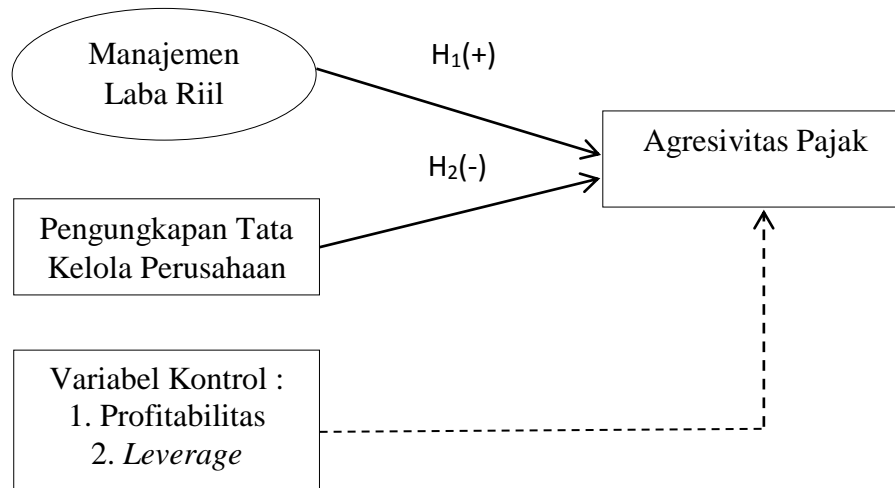 Manajemen
Laba Riil
H₁(+)
Agresivitas Pajak
H₂(-)
Pengungkapan Tata
Kelola Perusahaan
Variabel Kontrol :
1. Profitabilitas
2. Leverage